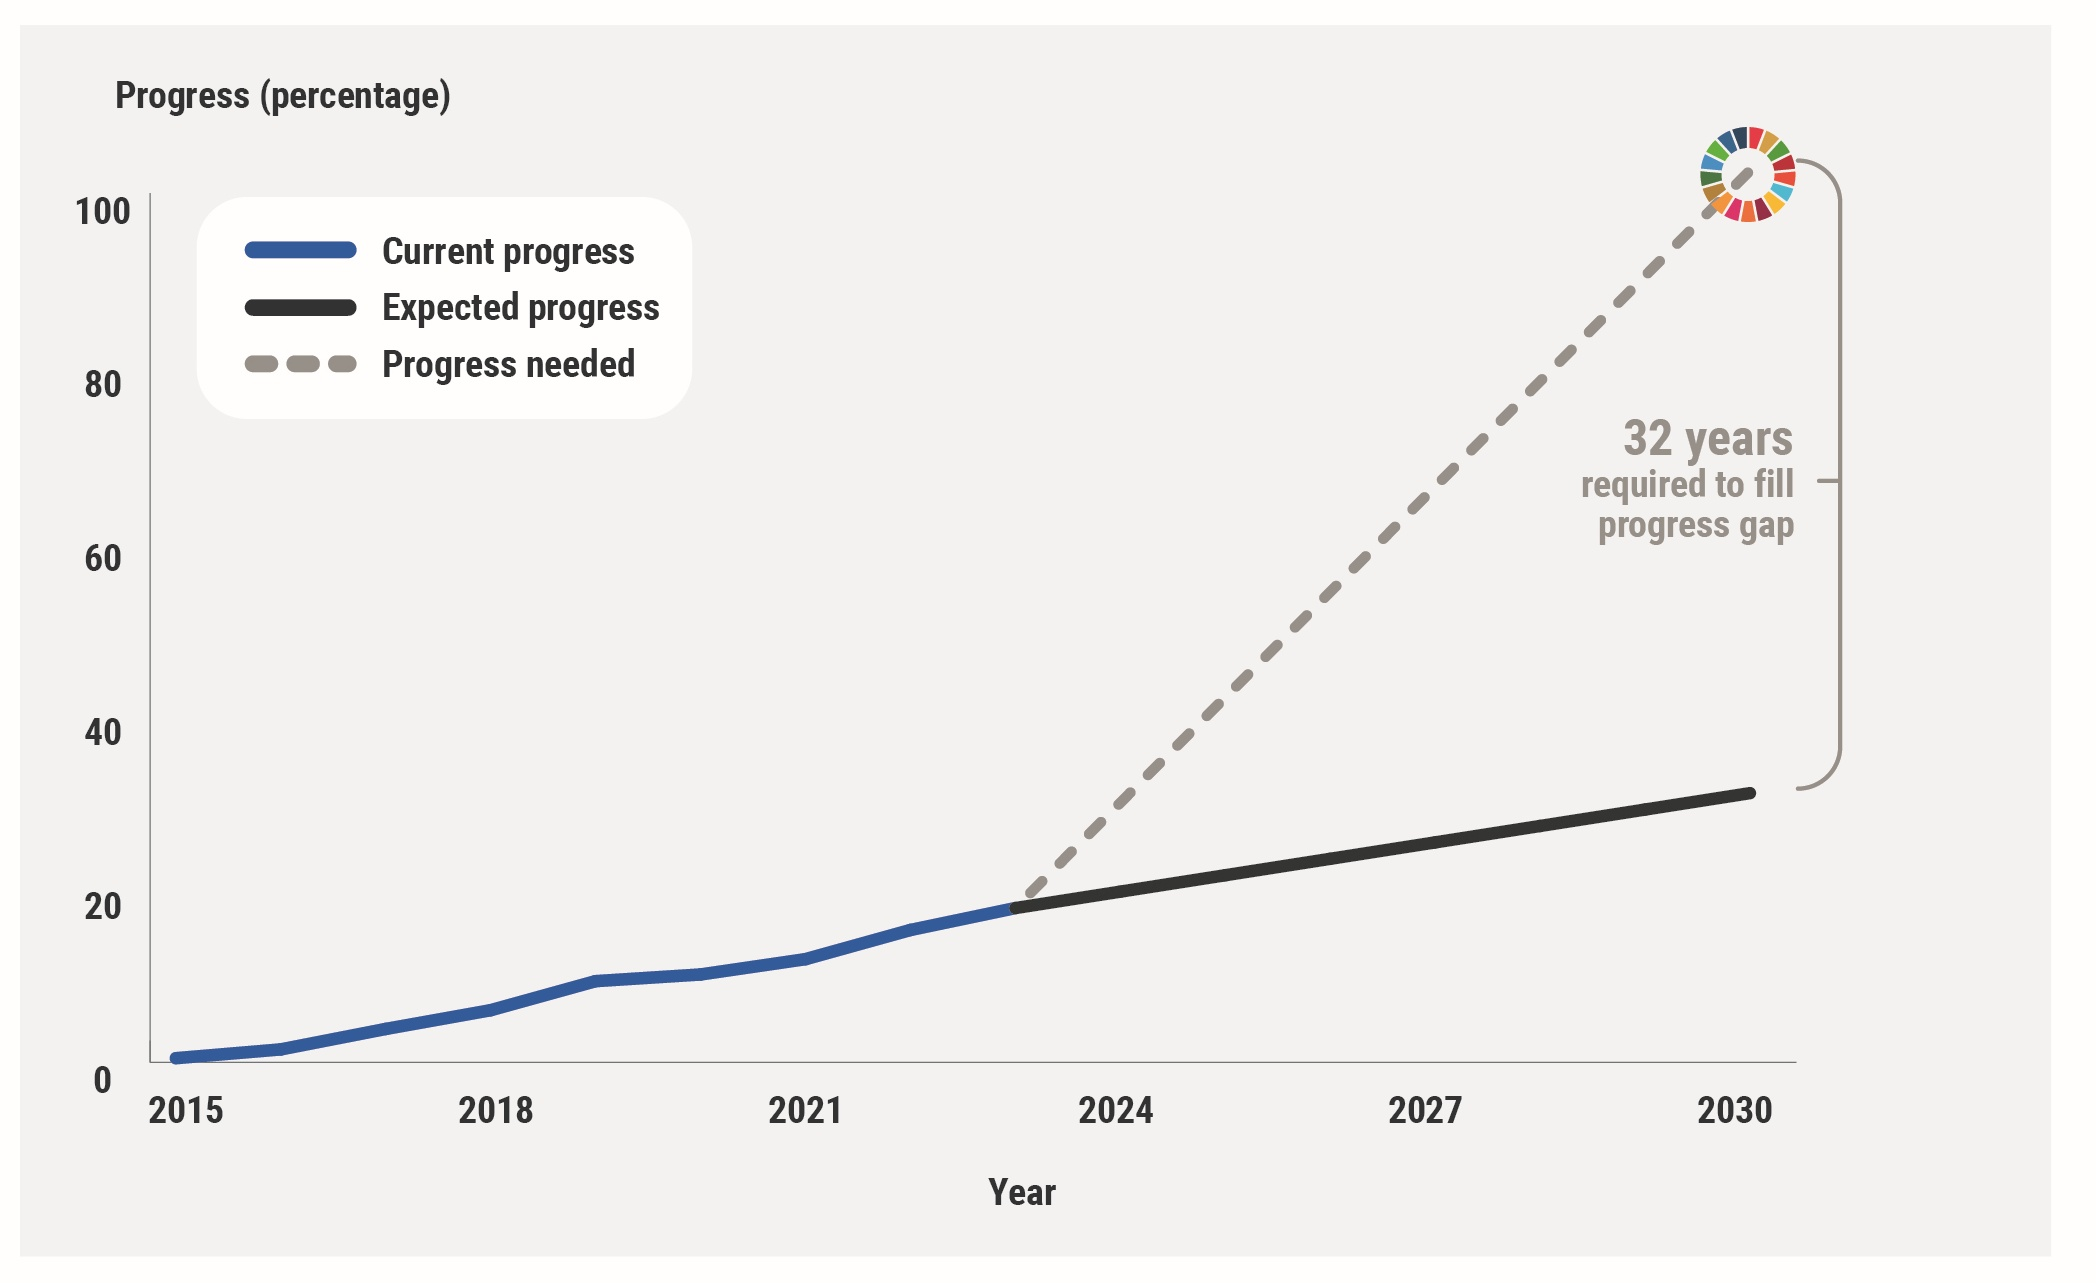 Progress (percentage)
100
80
60
40
20
0
Current progress
Expected progress
Progress needed
32 years
required to fill
progress gap
2015 2018 2021 2024 2027 2030
Year